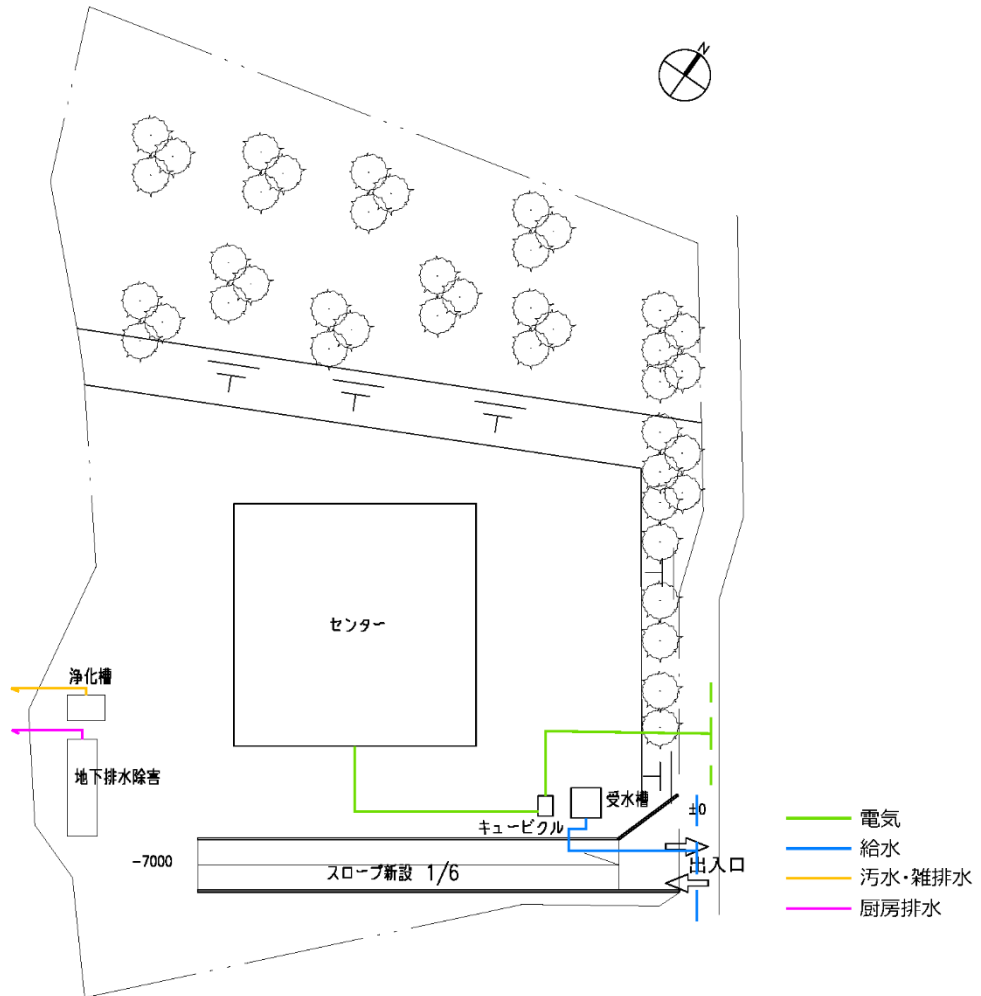 N
センター
浄化槽
地下排水除害
受水槽
キュービクル
±0
-7000
スロープ新設 1/6
出入口
電気
給水
汚水・雑排水
厨房排水